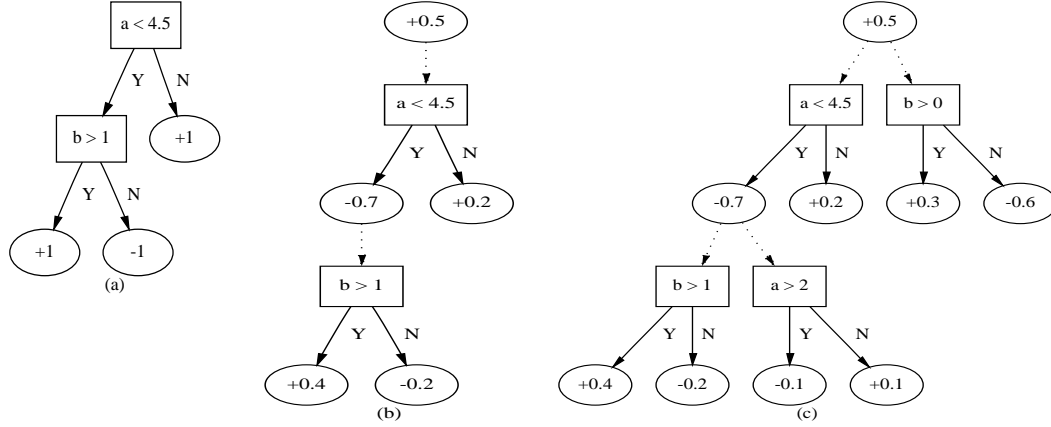 a < 4.5
Y N
b > 1 +1
Y N
+1 -1
(a)
+0.5
a < 4.5
Y N
-0.7 +0.2
b > 1
Y N
+0.4 -0.2
(b)
+0.5
a < 4.5 b > 0
Y N Y N
-0.7 +0.2 +0.3 -0.6
b > 1 a > 2
Y N Y N
+0.4 -0.2 -0.1 +0.1
(c)